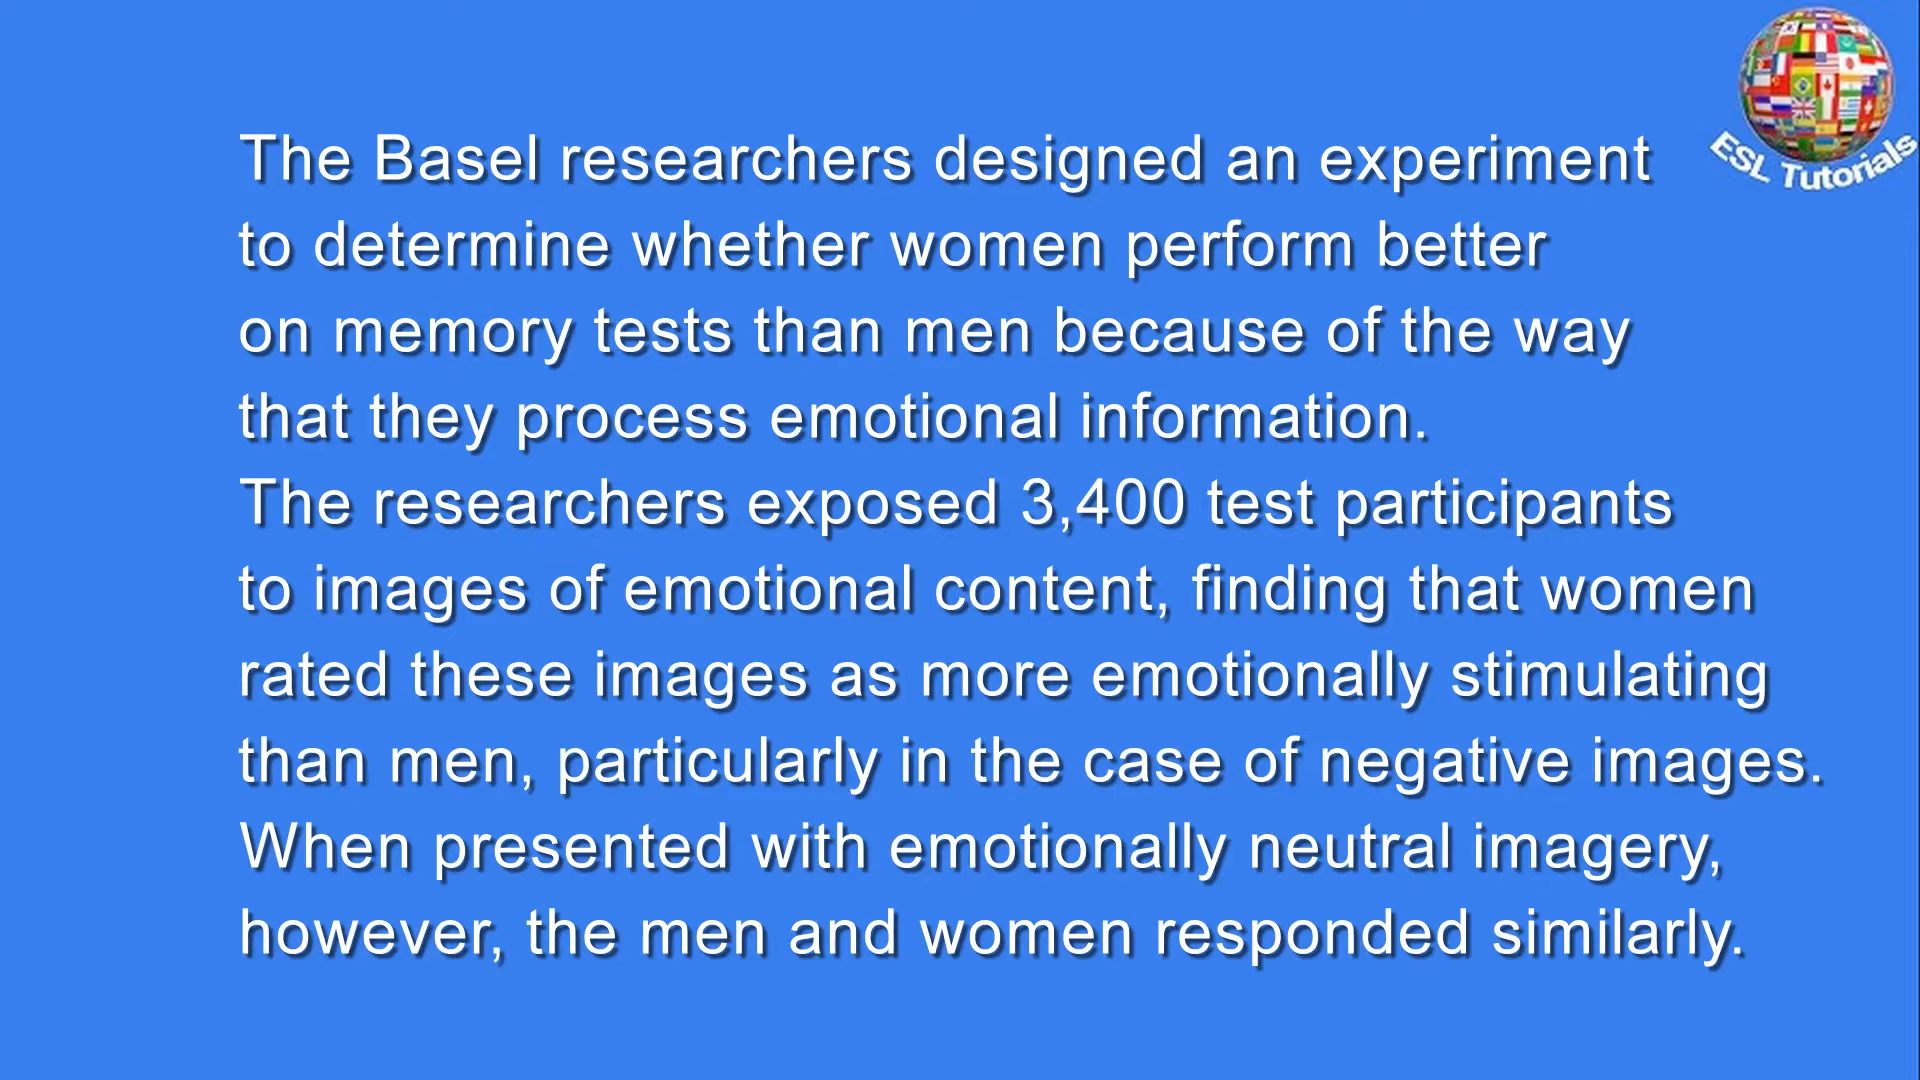 The Basel researchers designed an experiment
to determine whether women perform better
on memory tests than men because of the way
that they process emotional information.
The researchers exposed 3,400 test participants
to images of emotional content, finding that women
rated these images as more emotionally stimulating
than men, particularly in the case of negative images.
When presented with emotionally neutral imagery,
however, the men and women responded similarly.
ESL Tutorials